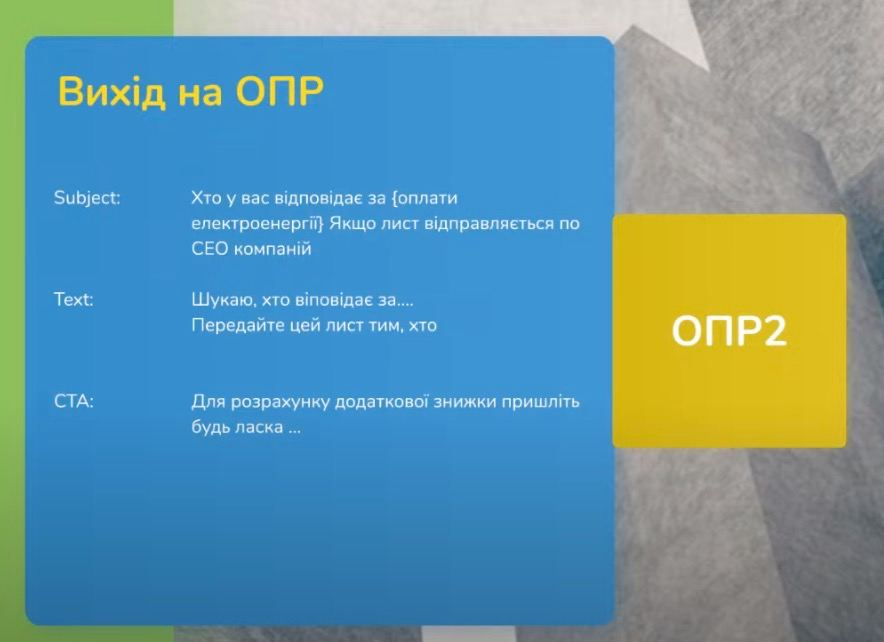 Вихід на ОПР
Subject:
Хто у вас відповідає за {оплати
електроенергії} Якщо лист відправляється по
CEO компаній
Text:
Шукаю, хто віповідає за....
Передайте цей лист тим, хто
CTA:
Для розрахунку додаткової знижки пришліть
будь ласка ...
ОПР2